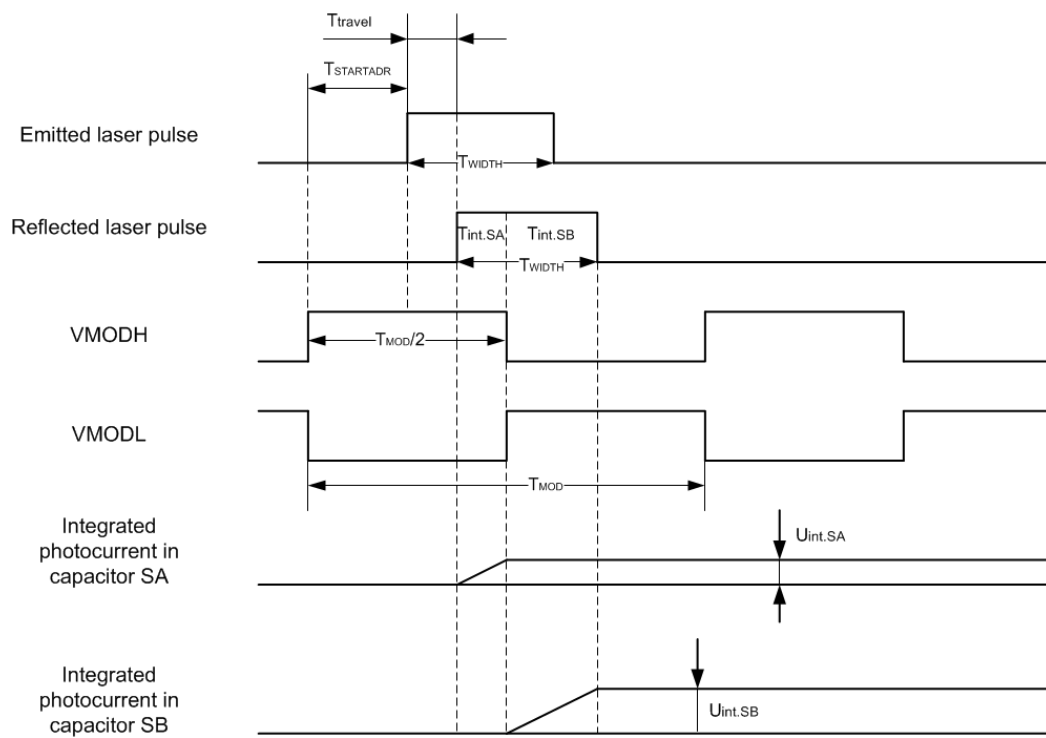 Ttravel
TSTARTADR
Emitted laser pulse
TWIDTH
Reflected laser pulse
Tint.SA Tint.SB
TWIDTH
VMODH
TMOD/2
VMODL
TMOD
Integrated
photocurrent in
capacitor SA
Uint.SA
Integrated
photocurrent in
capacitor SB
Uint.SB